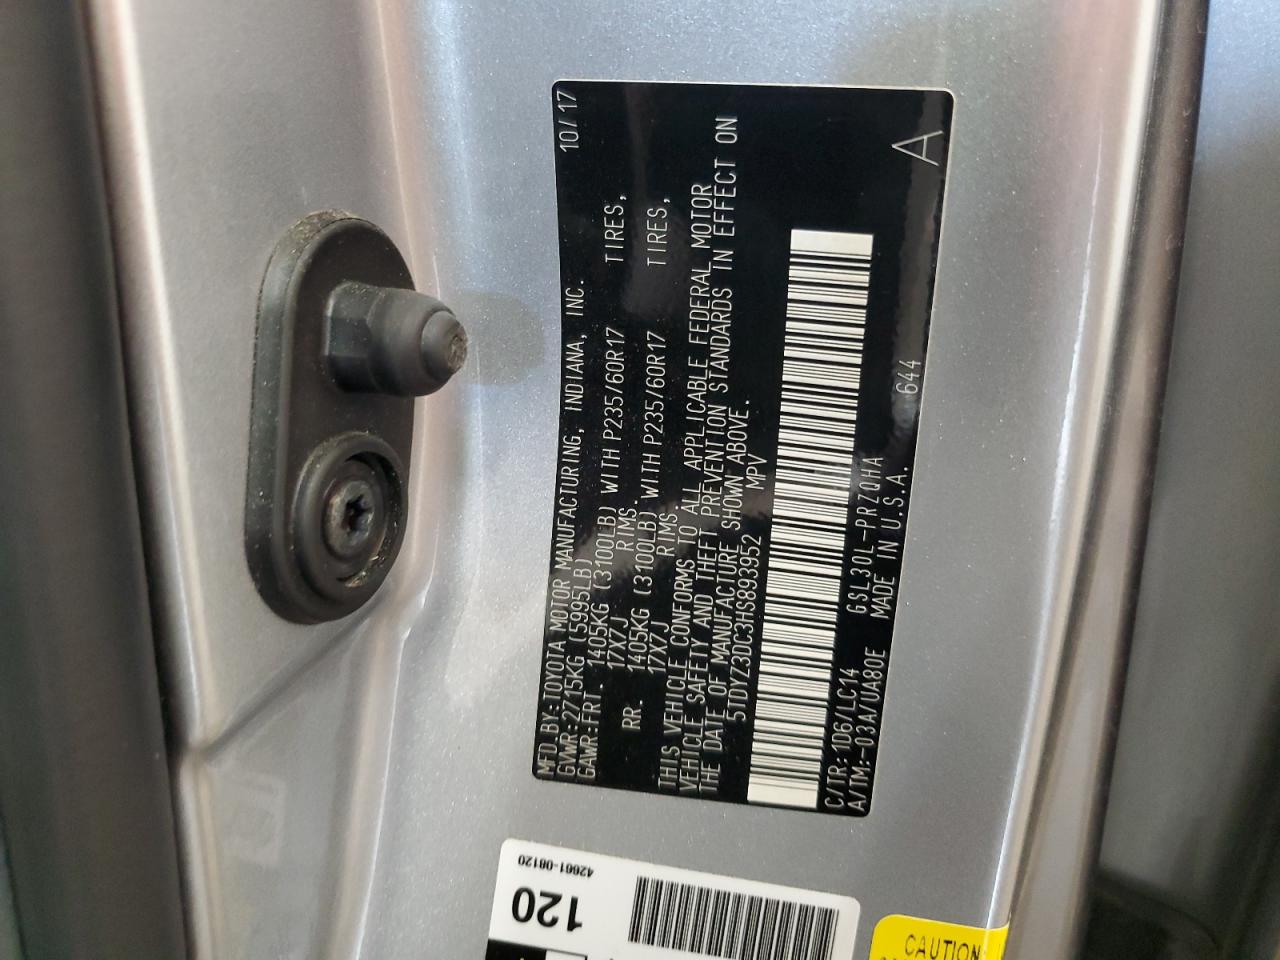 MFD.BY:TOYOTA MOTOR MANUFACTURING, INDIANA, INC. 10/17
GVWR:2715KG (5995LB)
GAWR:FRT 1405KG (3100LB) WITH P235/60R17 TIRES,
17X7J RIMS.
RR. 1405KG (3100LB) WITH P235/60R17 TIRES,
17X7J RIMS.
THIS VEHICLE CONFORMS TO ALL APPLICABLE FEDERAL MOTOR
VEHICLE SAFETY AND THEFT PREVENTION STANDARDS IN EFFECT ON
THE DATE OF MANUFACTURE SHOWN ABOVE.
5TDYZ3DC3HS893952 MPV
C/TR:1D6/LC14 GSL30L-PRZQHA
A/TM:-03A/UA80E MADE IN U.S.A. 644 A
42661-08120
120
CAUTION